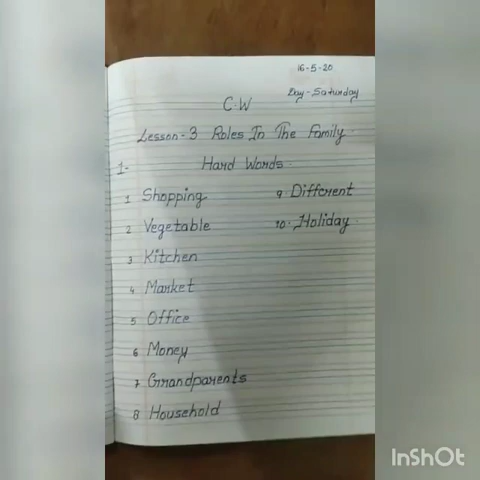 16-5-20
Day-Saturday
C.W
Lesson-3 Roles In The Family.
1- Hard Words.
1 Shopping
2 Vegetable
3 Kitchen
4 Market
5 Office
6 Money
7 Grandparents
8 Household
9 Different
10. Holiday.
InShOt